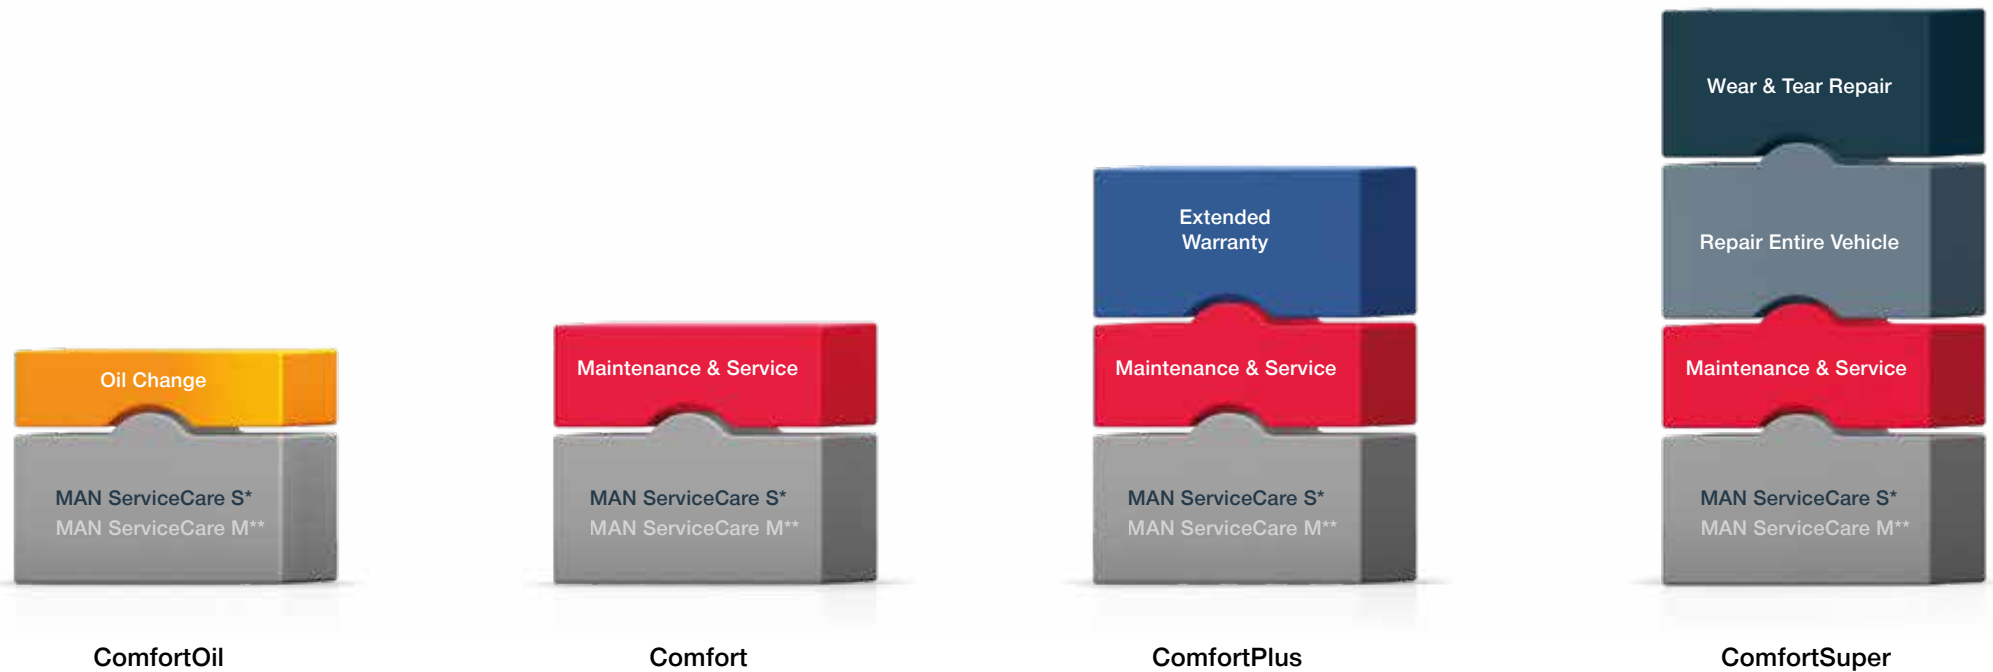 Oil Change
MAN ServiceCare S*
MAN ServiceCare M**
ComfortOil
Maintenance & Service
MAN ServiceCare S*
MAN ServiceCare M**
Comfort
Extended
Warranty
Maintenance & Service
MAN ServiceCare S*
MAN ServiceCare M**
ComfortPlus
Wear & Tear Repair
Repair Entire Vehicle
Maintenance & Service
MAN ServiceCare S*
MAN ServiceCare M**
ComfortSuper